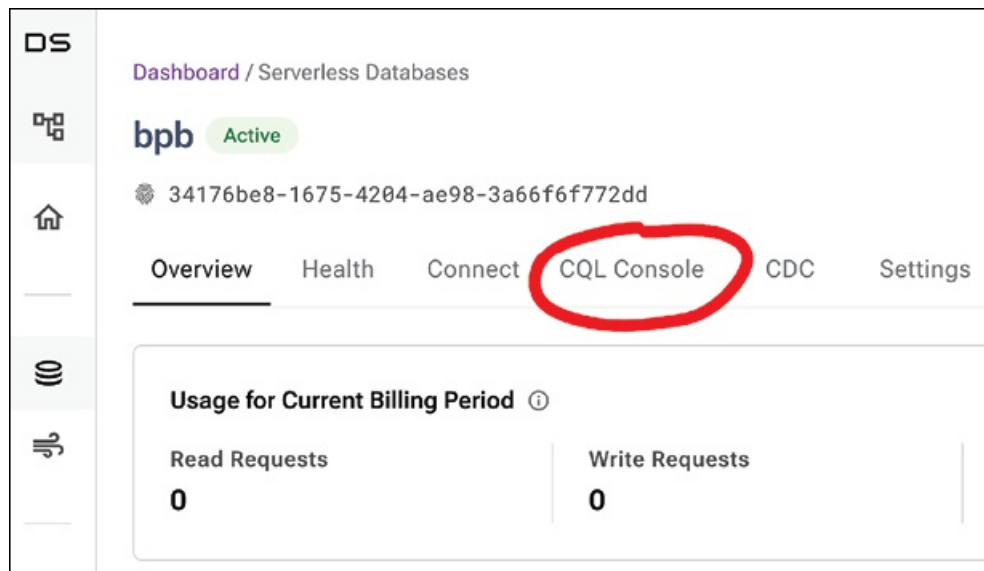 DS
Dashboard / Serverless Databases
bpb Active
34176be8-1675-4204-ae98-3a66f6f772dd
Overview Health Connect CQL Console CDC Settings
Usage for Current Billing Period
Read Requests Write Requests
0 0